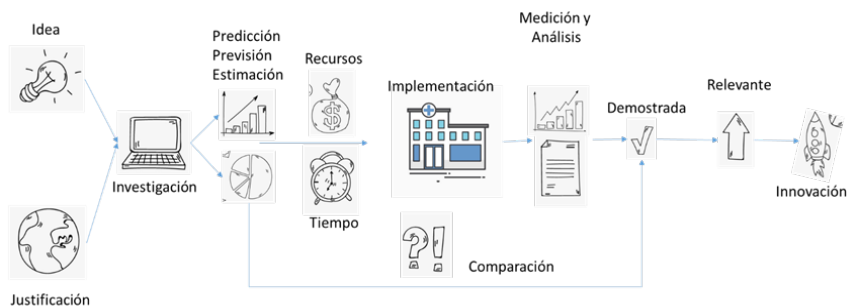 Idea
Justificación
Investigación
Predicción
Previsión
Estimación
Recursos
Tiempo
Implementación
Medición y
Análisis
Comparación
Demostrada
Relevante
Innovación